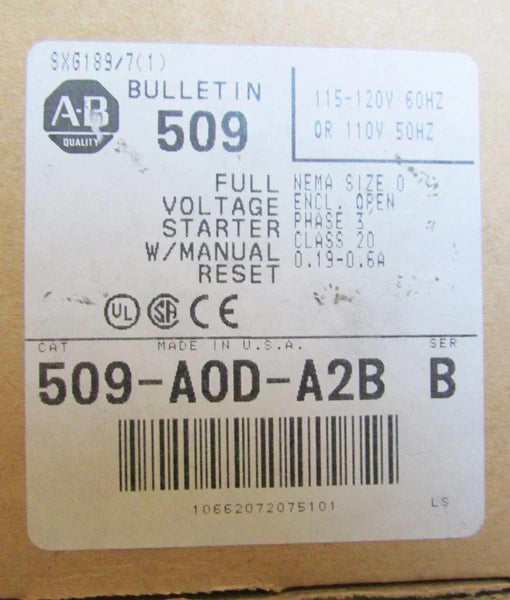 SXG189/7(1)
A-B
QUALITY
BULLETIN
509
115-120V 60HZ
OR 110V 50HZ
FULL
VOLTAGE
STARTER
W/MANUAL
RESET
NEMA SIZE 0
ENCL. OPEN
PHASE 3
CLASS 20
0.19-0.6A
UL
SA
CE
CAT
MADE IN U.S.A.
SER
509-A0D-A2B B
10662072075101
LS